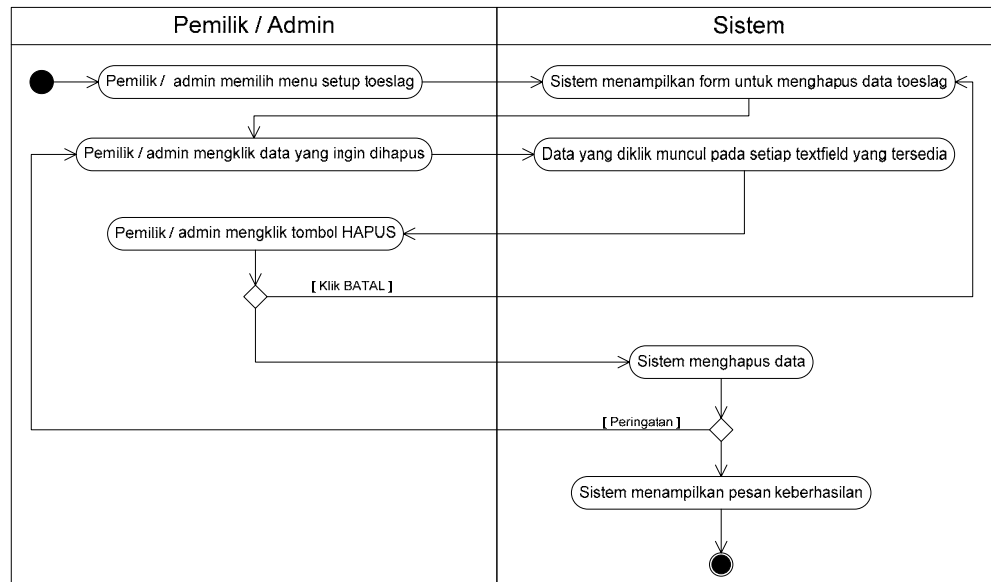 Pemilik / Admin
Sistem
Pemilik / admin memilih menu setup toeslag
Sistem menampilkan form untuk menghapus data toeslag
Pemilik / admin mengklik data yang ingin dihapus
Data yang diklik muncul pada setiap textfield yang tersedia
Pemilik / admin mengklik tombol HAPUS
[ Klik BATAL ]
Sistem menghapus data
[ Peringatan ]
Sistem menampilkan pesan keberhasilan